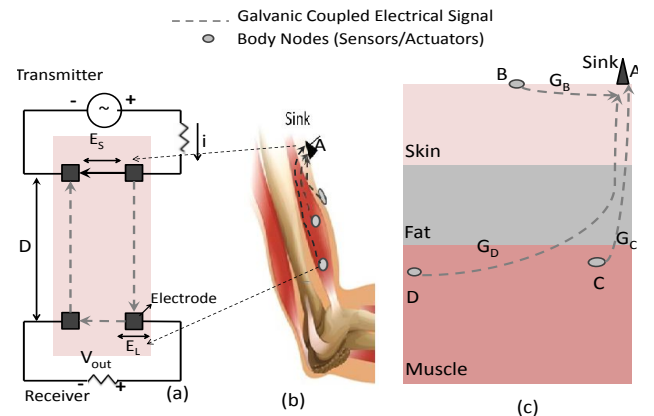 Galvanic Coupled Electrical Signal
Body Nodes (Sensors/Actuators)
Transmitter
- ~ +
E_S
i
D
Electrode
E_L
V_out
- +
Receiver
(a)
Sink
A
(b)
Sink
A
B
G_B
Skin
Fat
G_D
G_C
D
C
Muscle
(c)